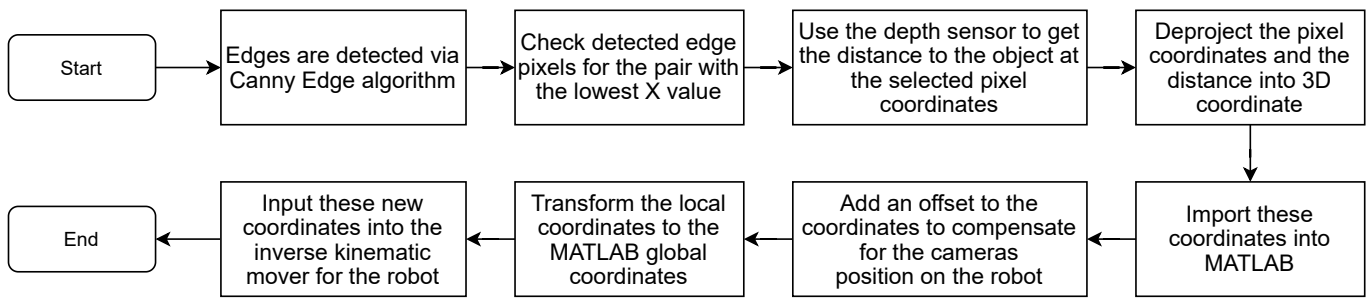 Start
Edges are detected via
Canny Edge algorithm
Check detected edge
pixels for the pair with
the lowest X value
Use the depth sensor to get
the distance to the object at
the selected pixel
coordinates
Deproject the pixel
coordinates and the
distance into 3D
coordinate
Import these
coordinates into
MATLAB
Add an offset to the
coordinates to compensate
for the cameras
position on the robot
Transform the local
coordinates to the
MATLAB global
coordinates
Input these new
coordinates into the
inverse kinematic
mover for the robot
End